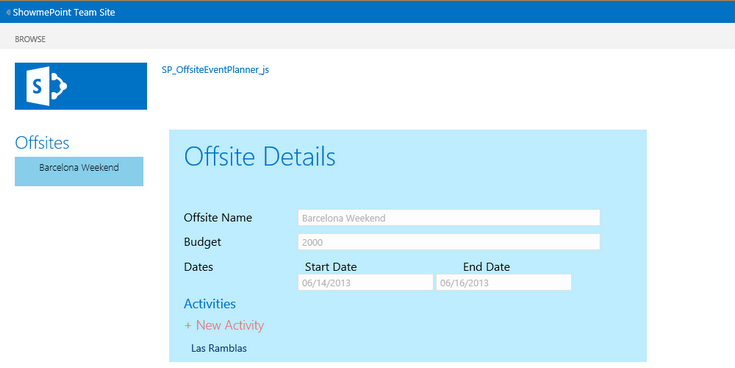 ShowmePoint Team Site
BROWSE
S
SP_OffsiteEventPlanner_js
Offsites
Barcelona Weekend
Offsite Details
Offsite Name Barcelona Weekend
Budget 2000
Dates Start Date End Date
06/14/2013 06/16/2013
Activities
+ New Activity
Las Ramblas